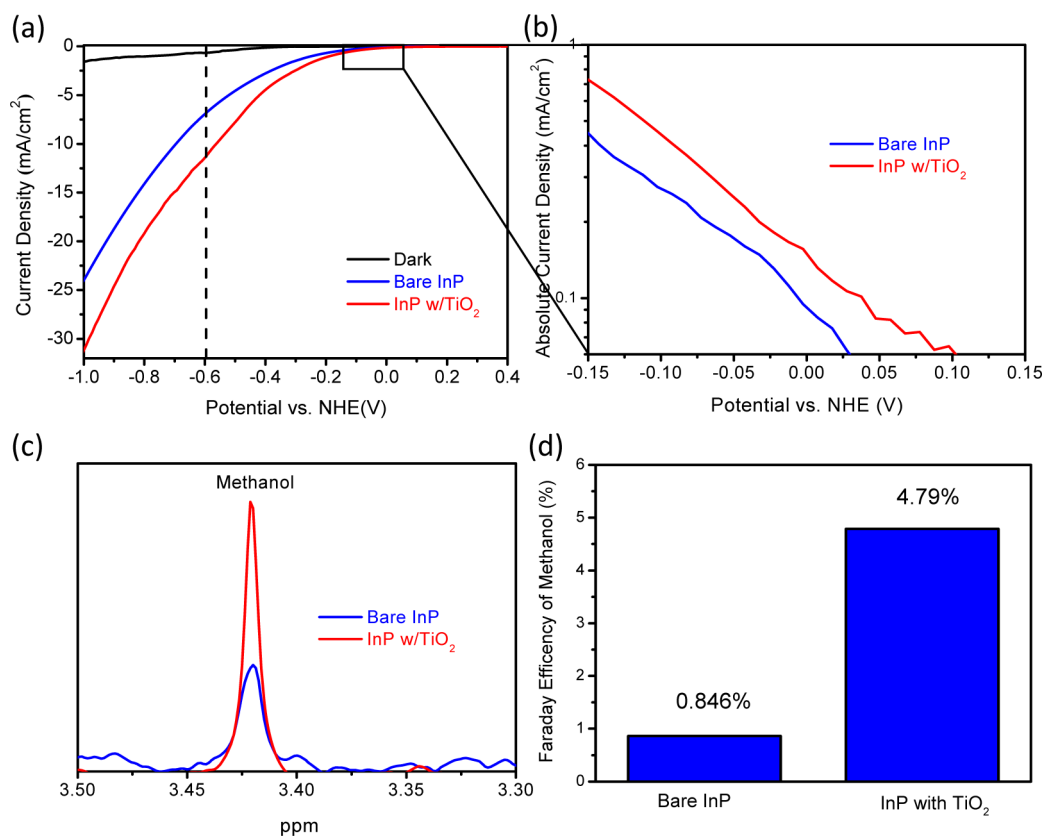 (a)
0
-5
-10
-15
-20
-25
-30
Current Density (mA/cm²)
Dark
Bare InP
InP w/TiO₂
-1.0 -0.8 -0.6 -0.4 -0.2 0.0 0.2 0.4
Potential vs. NHE(V)
(b)
1
0.1
Absolute Current Density (mA/cm²)
Bare InP
InP w/TiO₂
-0.15 -0.10 -0.05 0.00 0.05 0.10 0.15
Potential vs. NHE (V)
(c)
Methanol
Bare InP
InP w/TiO₂
3.50 3.45 3.40 3.35 3.30
ppm
(d)
6
5
4
3
2
1
0
Faraday Efficency of Methanol (%)
0.846%
4.79%
Bare InP
InP with TiO₂